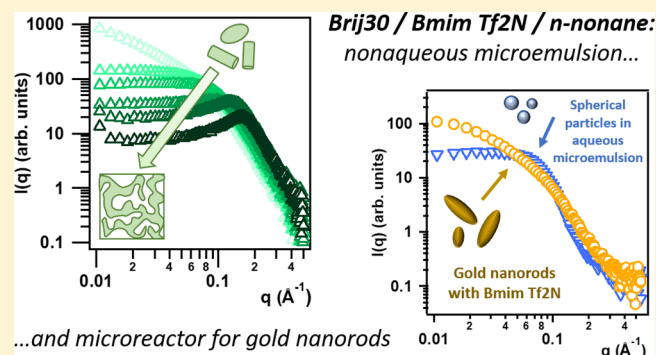 Brij30 / Bmim Tf2N / n-nonane:
nonaqueous microemulsion...
1000
100
10
1
0.1
I(q) (arb. units)
0.01
2
4
6
8
0.1
2
4
q (Å⁻¹)
100
10
1
0.1
I(q) (arb. units)
Spherical
particles in
aqueous
microemulsion
Gold nanorods
with Bmim Tf2N
0.01
2
4
6
8
0.1
2
4
q (Å⁻¹)
...and microreactor for gold nanorods